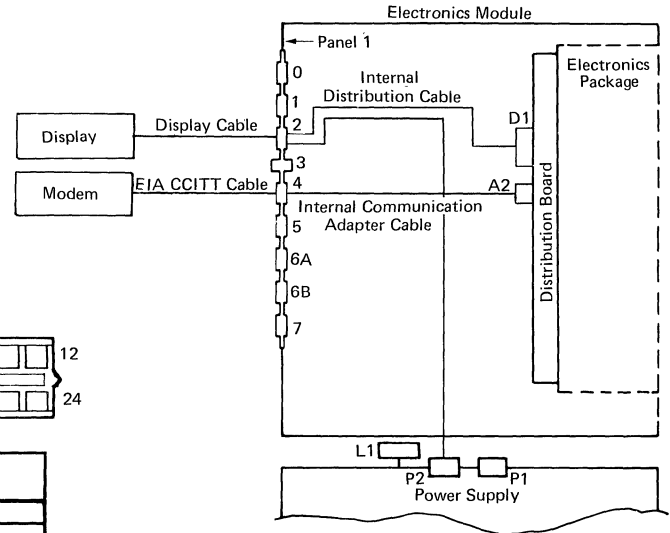 Electronics Module
Panel 1
0
1
2
3
4
5
6A
6B
7
Internal
Distribution Cable
Electronics
Package
D1
Display
Display Cable
Modem
EIA CCITT Cable
A2
Internal Communication
Adapter Cable
Distribution Board
12
24
L1
P2
P1
Power Supply